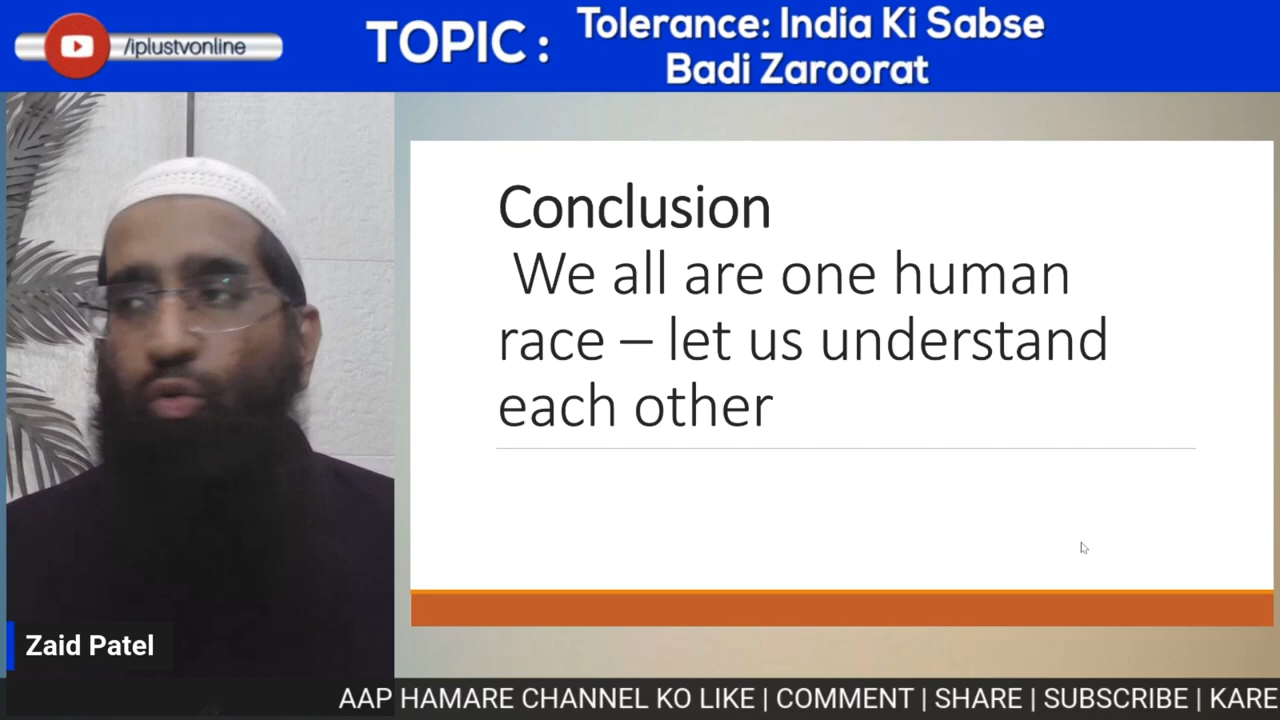 /iplustvonline
TOPIC :
Tolerance: India Ki Sabse
Badi Zaroorat
Conclusion
We all are one human
race – let us understand
each other
Zaid Patel
AAP HAMARE CHANNEL KO LIKE | COMMENT | SHARE | SUBSCRIBE | KARE